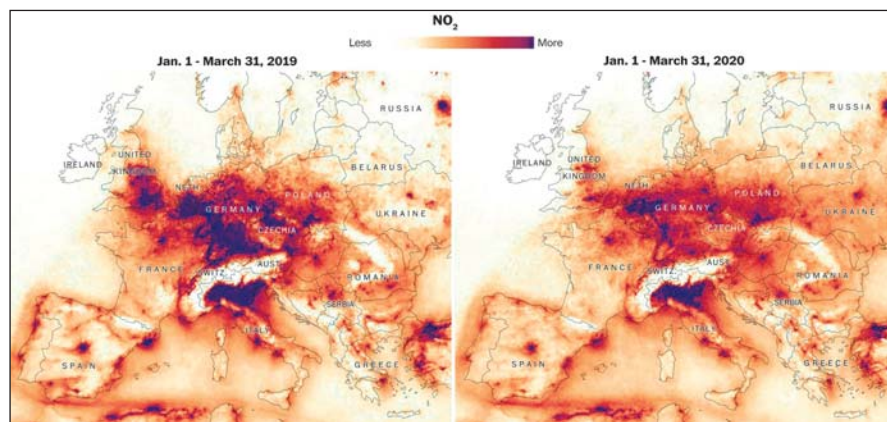 NO₂
Less More
Jan. 1 - March 31, 2019
RUSSIA
IRELAND
UNITED
KINGDOM
BELARUS
NETH.
POLAND
GERMANY
UKRAINE
CZECHIA
FRANCE
SWITZ.
AUST.
ROMANIA
SERBIA
ITALY
SPAIN
GREECE
Jan. 1 - March 31, 2020
RUSSIA
IRELAND
UNITED
KINGDOM
BELARUS
NETH.
POLAND
GERMANY
UKRAINE
CZECHIA
FRANCE
SWITZ.
AUST.
ROMANIA
SERBIA
ITALY
SPAIN
GREECE